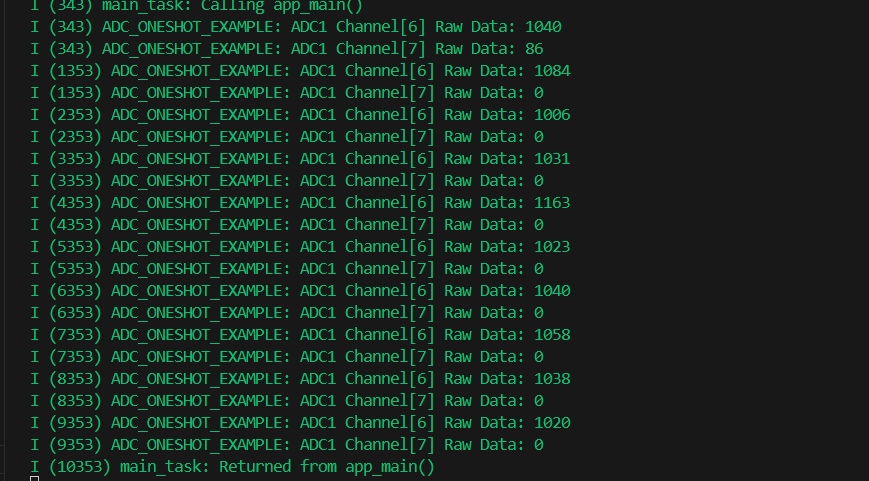 I (343) main_task: Calling app_main()
I (343) ADC_ONESHOT_EXAMPLE: ADC1 Channel[6] Raw Data: 1040
I (343) ADC_ONESHOT_EXAMPLE: ADC1 Channel[7] Raw Data: 86
I (1353) ADC_ONESHOT_EXAMPLE: ADC1 Channel[6] Raw Data: 1084
I (1353) ADC_ONESHOT_EXAMPLE: ADC1 Channel[7] Raw Data: 0
I (2353) ADC_ONESHOT_EXAMPLE: ADC1 Channel[6] Raw Data: 1006
I (2353) ADC_ONESHOT_EXAMPLE: ADC1 Channel[7] Raw Data: 0
I (3353) ADC_ONESHOT_EXAMPLE: ADC1 Channel[6] Raw Data: 1031
I (3353) ADC_ONESHOT_EXAMPLE: ADC1 Channel[7] Raw Data: 0
I (4353) ADC_ONESHOT_EXAMPLE: ADC1 Channel[6] Raw Data: 1163
I (4353) ADC_ONESHOT_EXAMPLE: ADC1 Channel[7] Raw Data: 0
I (5353) ADC_ONESHOT_EXAMPLE: ADC1 Channel[6] Raw Data: 1023
I (5353) ADC_ONESHOT_EXAMPLE: ADC1 Channel[7] Raw Data: 0
I (6353) ADC_ONESHOT_EXAMPLE: ADC1 Channel[6] Raw Data: 1040
I (6353) ADC_ONESHOT_EXAMPLE: ADC1 Channel[7] Raw Data: 0
I (7353) ADC_ONESHOT_EXAMPLE: ADC1 Channel[6] Raw Data: 1058
I (7353) ADC_ONESHOT_EXAMPLE: ADC1 Channel[7] Raw Data: 0
I (8353) ADC_ONESHOT_EXAMPLE: ADC1 Channel[6] Raw Data: 1038
I (8353) ADC_ONESHOT_EXAMPLE: ADC1 Channel[7] Raw Data: 0
I (9353) ADC_ONESHOT_EXAMPLE: ADC1 Channel[6] Raw Data: 1020
I (9353) ADC_ONESHOT_EXAMPLE: ADC1 Channel[7] Raw Data: 0
I (10353) main_task: Returned from app_main()